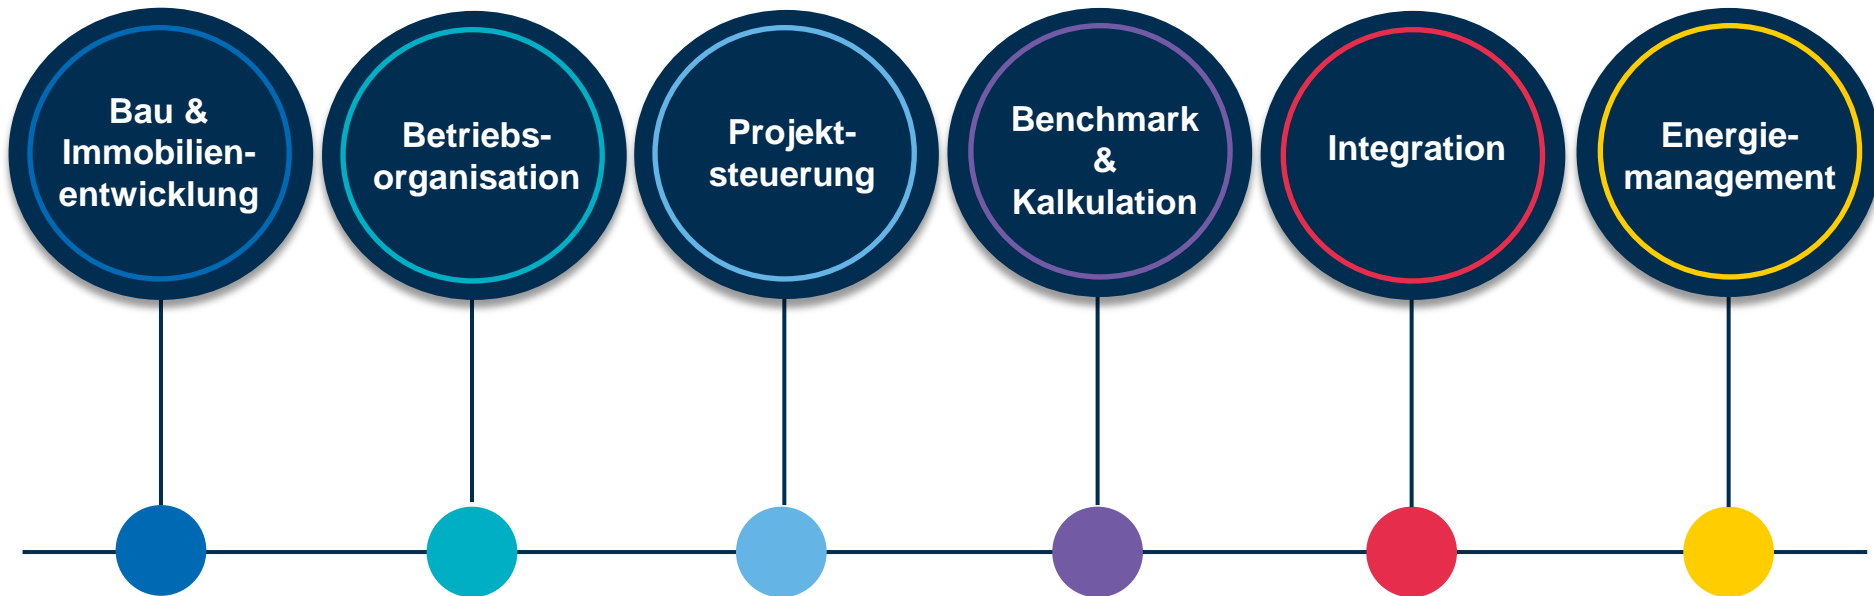 Bau &
Immobilien-
entwicklung
Betriebs-
organisation
Projekt-
steuerung
Benchmark
&
Kalkulation
Integration
Energie-
management